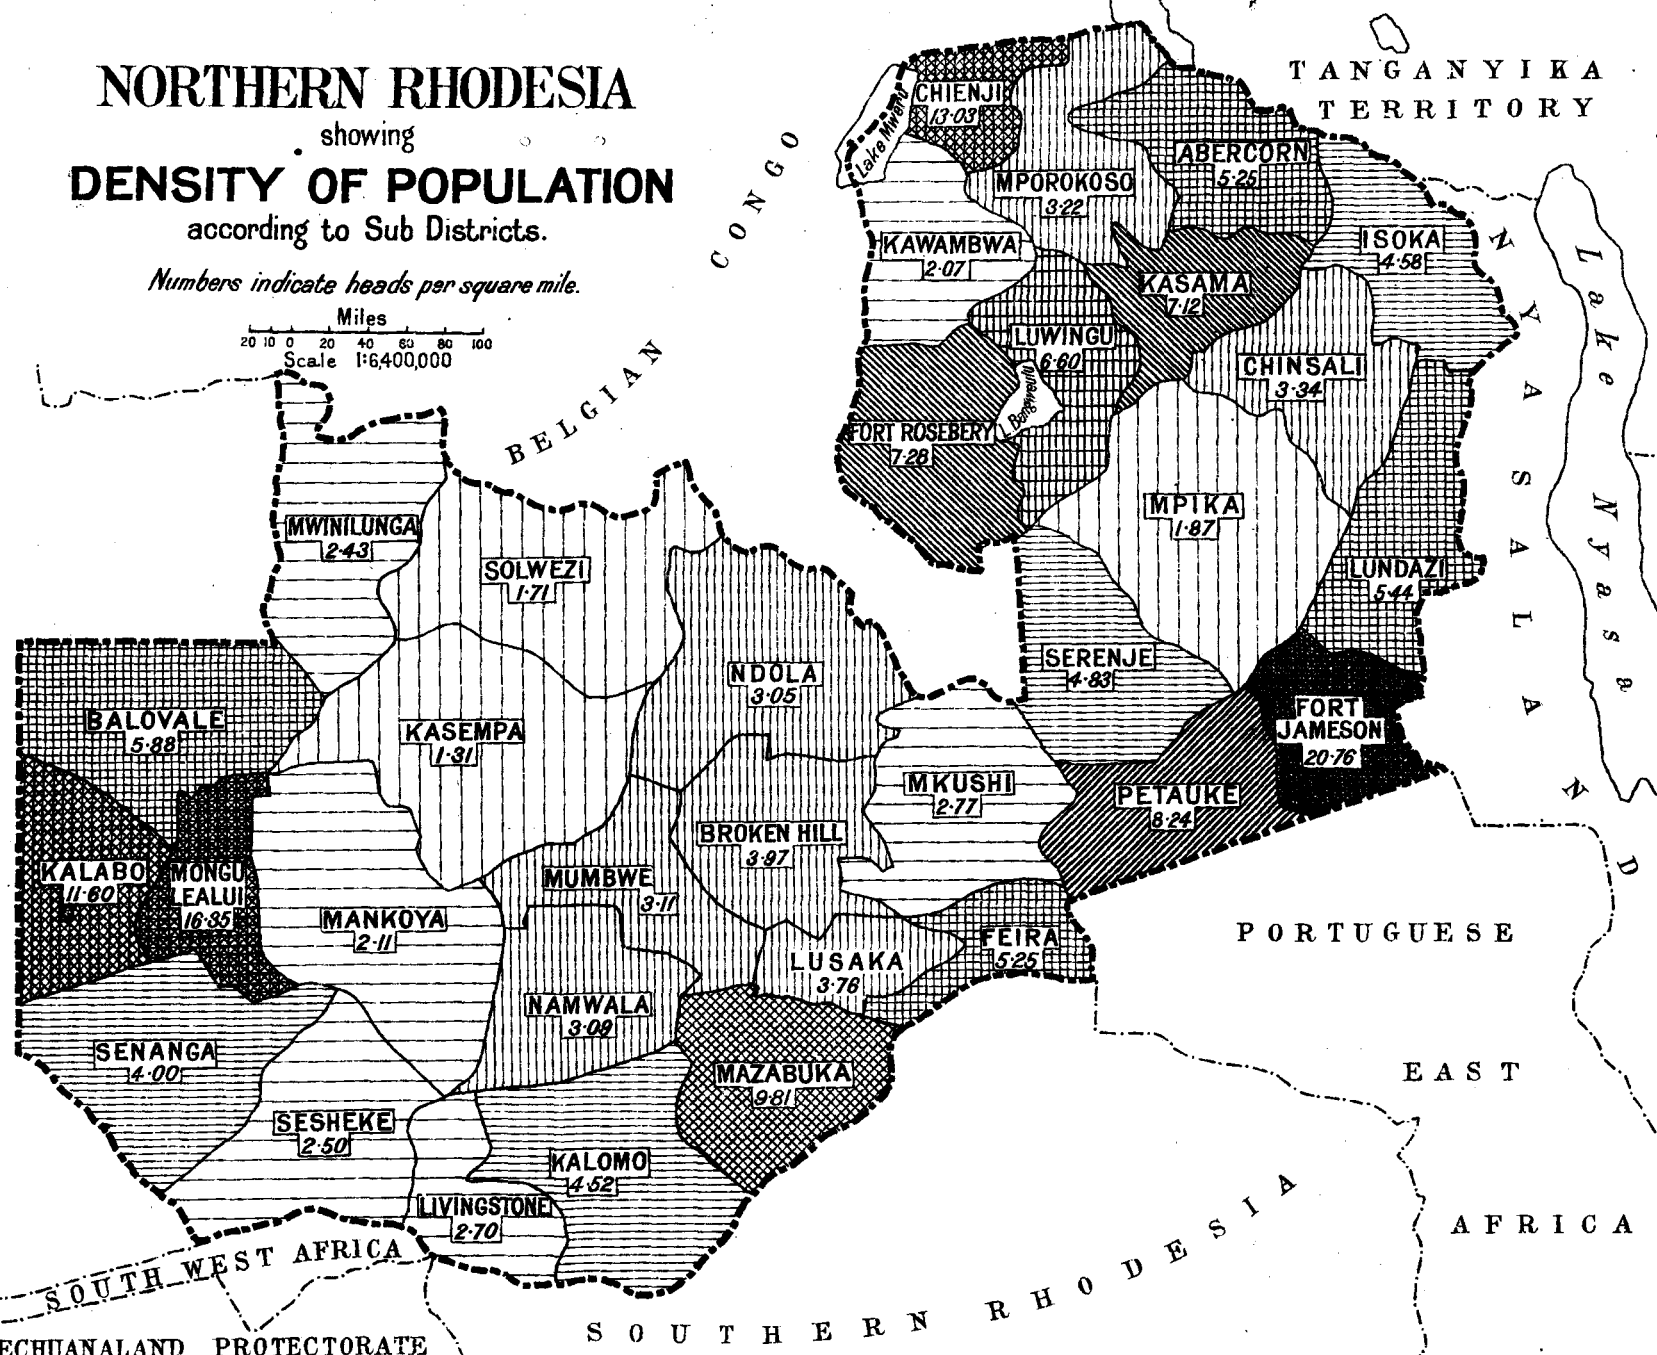 NORTHERN RHODESIA
showing
DENSITY OF POPULATION
according to Sub Districts.
Numbers indicate heads per square mile.
Miles
20 10 0 20 40 60 80 100
Scale 1:6400,000
TANGANYIKA
TERRITORY
BELGIAN CONGO
Lake Mweru
CHIENJI
13·03
MPOROKOSO
3·22
ABERCORN
5·25
ISOKA
4·58
KAWAMBWA
2·07
KASAMA
7·12
LUWINGU
6·60
CHINSALI
3·34
Bangweulu
FORT ROSEBERY
7·28
MPIKA
1·87
LUNDAZI
5·44
NYASALAND
Lake Nyasa
MWINILUNGA
2·43
SOLWEZI
1·71
SERENJE
4·83
NDOLA
3·05
FORT
JAMESON
20·76
BALOVALE
5·88
KASEMPA
1·31
MKUSHI
2·77
PETAUKE
8·24
BROKEN HILL
3·97
KALABO
11·60
MONGU
LEALUI
16·85
MUMBWE
3·11
MANKOYA
2·11
FEIRA
5·25
LUSAKA
3·76
NAMWALA
3·09
SENANGA
4·00
MAZABUKA
9·81
SESHEKE
2·50
KALOMO
4·52
LIVINGSTONE
2·70
PORTUGUESE
EAST
AFRICA
SOUTH WEST AFRICA
SOUTHERN RHODESIA
ECHUANALAND PROTECTORATE